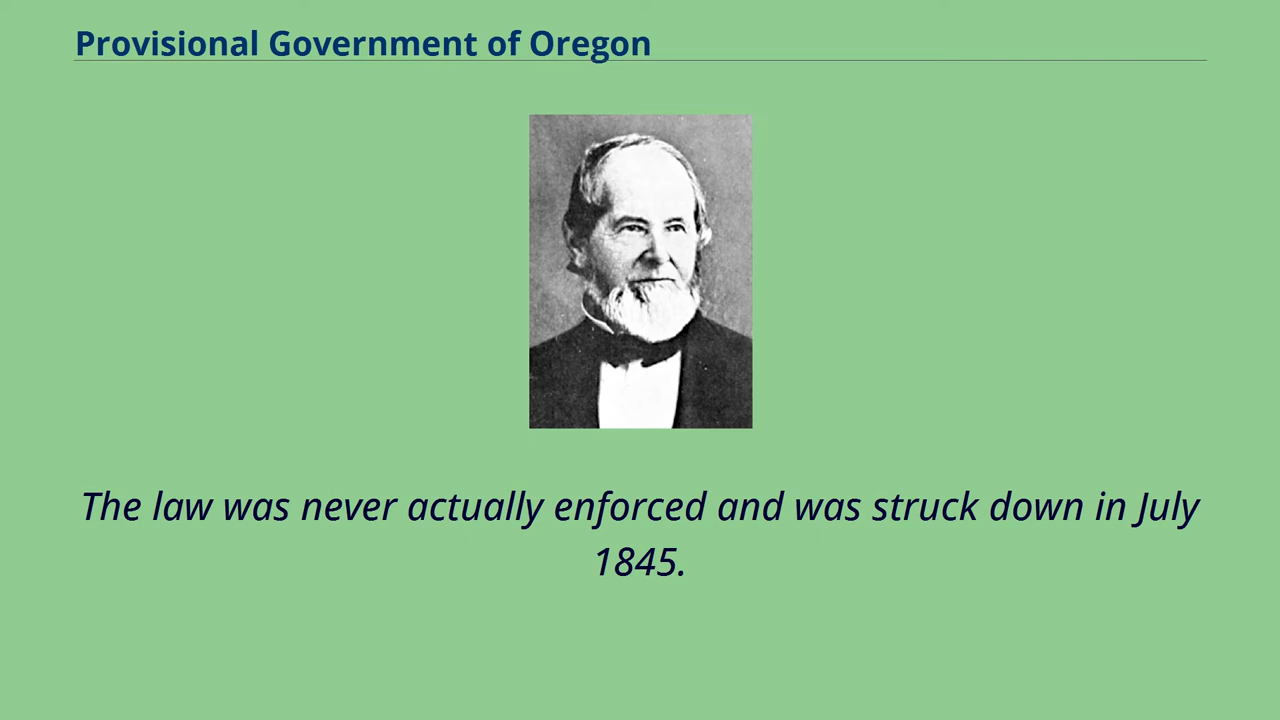 Provisional Government of Oregon
The law was never actually enforced and was struck down in July
1845.